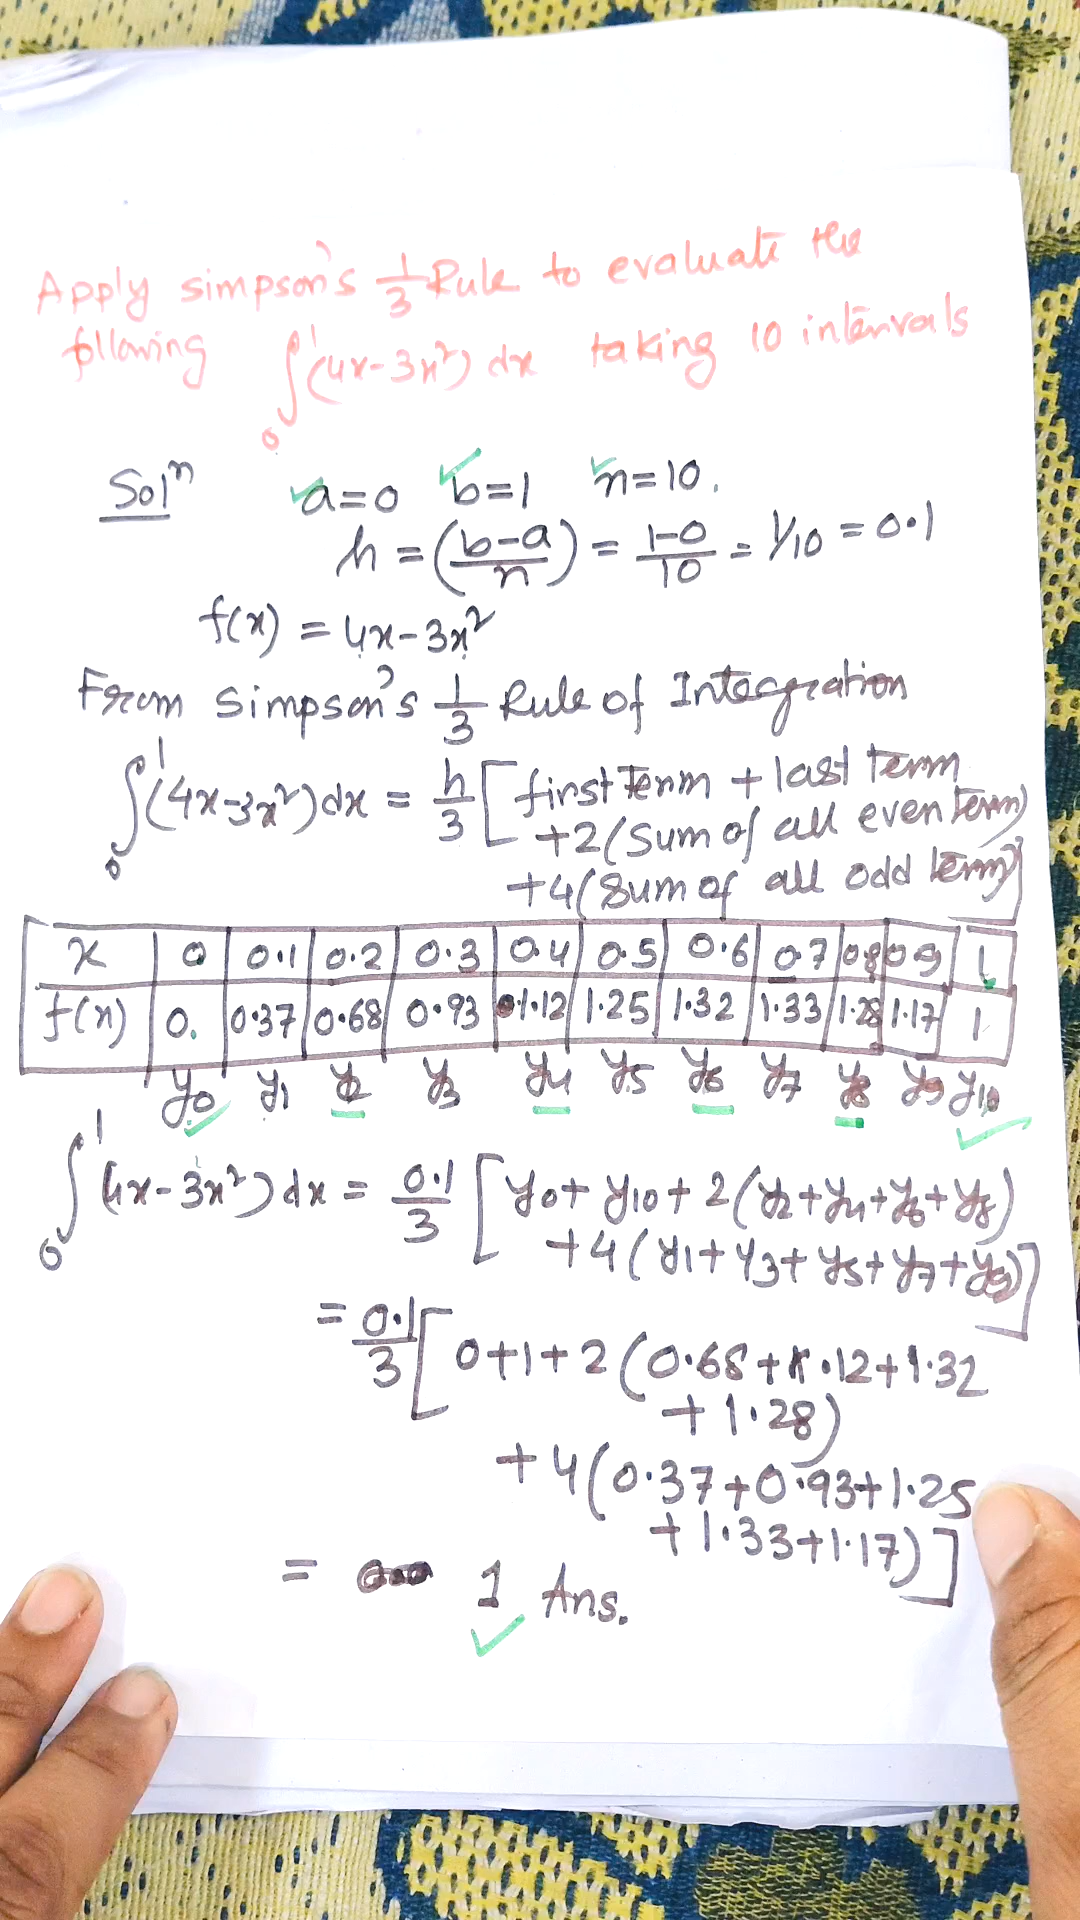 Apply simpson's 1/3 Rule to evaluate the
following ∫₀¹(4x-3x²) dx taking 10 intervals
Solⁿ a=0 b=1 n=10.
h = (b-a/n) = 1-0/10 = 1/10 = 0.1
f(x) = 4x-3x²
From Simpson's 1/3 Rule of Integration
∫₀¹(4x-3x²)dx = h/3 [first Term + last Term
+2(Sum of all even term)
+4(Sum of all odd term)]
x 0 0.1 0.2 0.3 0.4 0.5 0.6 0.7 0.8 0.9 1
f(x) 0. 0.37 0.68 0.93 1.12 1.25 1.32 1.33 1.28 1.17 1
y₀ y₁ y₂ y₃ y₄ y₅ y₆ y₇ y₈ y₉ y₁₀
∫₀¹(4x-3x²)dx = 0.1/3 [y₀+y₁₀+2(y₂+y₄+y₆+y₈)
+4(y₁+y₃+y₅+y₇+y₉)]
= 0.1/3 [0+1+2(0.68+1.12+1.32
+1.28)
+4(0.37+0.93+1.25
+1.33+1.17)]
= 1 Ans.